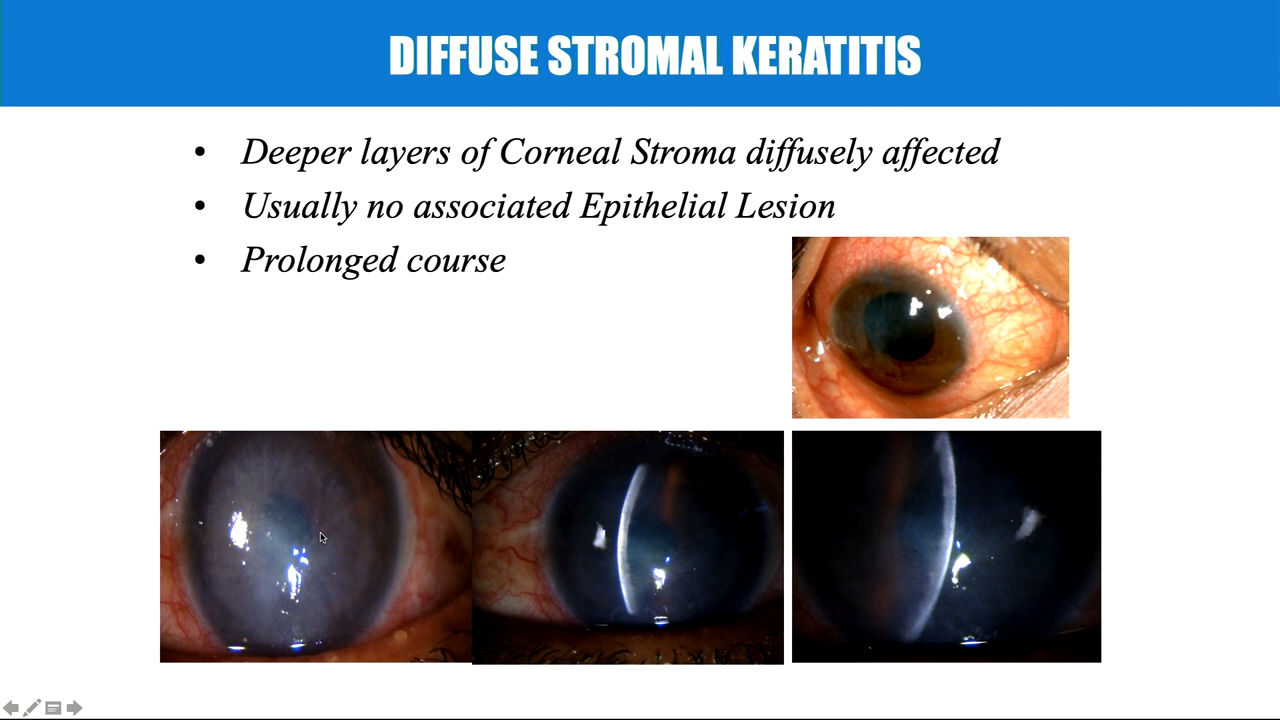 DIFFUSE STROMAL KERATITIS
• Deeper layers of Corneal Stroma diffusely affected
• Usually no associated Epithelial Lesion
• Prolonged course